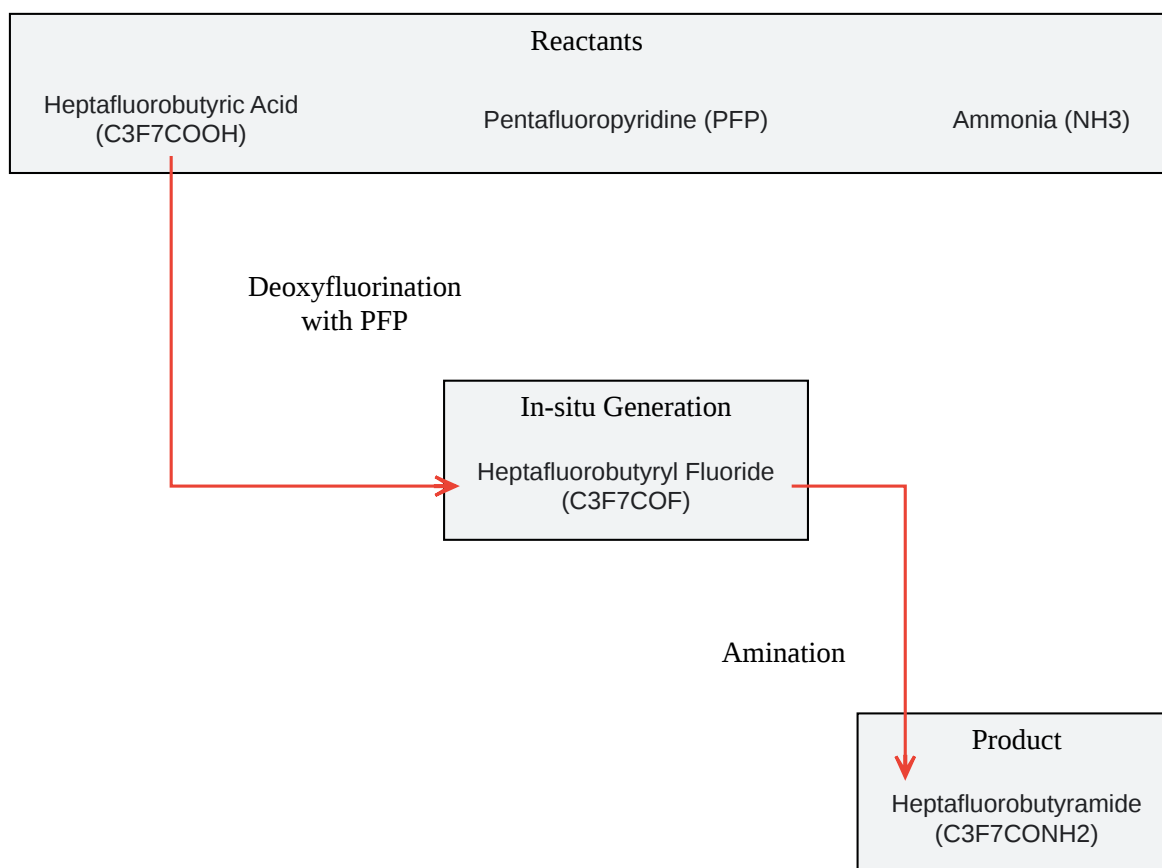 Reactants
Heptafluorobutyric Acid
(C3F7COOH)
Pentafluoropyridine (PFP)
Ammonia (NH3)
Deoxyfluorination
with PFP
In-situ Generation
Heptafluorobutyryl Fluoride
(C3F7COF)
Amination
Product
Heptafluorobutyramide
(C3F7CONH2)